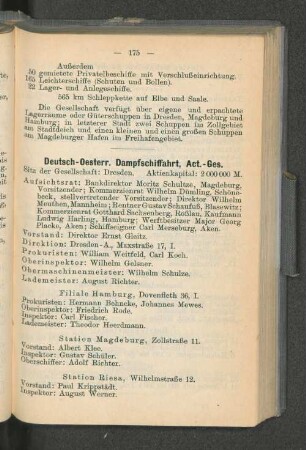 — 175 —
Außerdem
50 gemietete Privatelbschiffe mit Verschlußeinrichtung.
165 Leichterschiffe (Schuten und Bollen).
22 Lager- und Anlegeschiffe.
565 km Schleppkette auf Elbe und Saale.
Die Gesellschaft verfügt über eigene und erpachtete
Lagerräume oder Güterschuppen in Dresden, Magdeburg und
Hamburg; in letzterer Stadt zwei Schuppen im Zollgebiet
am Stadtdeich und einen kleinen und einen großen Schuppen
am Magdeburger Hafen im Freihafengebiet.
Deutsch-Oesterr. Dampfschiffahrt, Act.-Ges.
Sitz der Gesellschaft: Dresden. Aktienkapital: 2 000 000 M.
Aufsichtsrat: Bankdirektor Moritz Schultze, Magdeburg,
Vorsitzender; Kommerzienrat Wilhelm Dümling, Schöne-
beck, stellvertretender Vorsitzender; Direktor Wilhelm
Meuthen, Mannheim; Rentner Gustav Schanfuß, Blasewitz;
Kommerzienrat Gotthard Sachsenberg, Roßlau, Kaufmann
Ludwig Harling, Hamburg; Werftbesitzer Major Georg
Placke, Aken; Schiffseigner Carl Merseburg, Aken.
Vorstand: Direktor Ernst Glaitz.
Direktion: Dresden-A., Maxstraße 17, I.
Prokuristen: William Weitfeld, Carl Koch.
Oberinspektor: Wilhelm Geisner.
Obermaschinenmeister: Wilhelm Schulze.
Lademeister: August Richter.
Filiale Hamburg, Dovenfleth 36, I.
Prokuristen: Hermann Behncke, Johannes Mewes.
Oberinspektor: Friedrich Rode.
Inspektor: Carl Fischer.
Lademeister: Theodor Heerdmann.
Station Magdeburg, Zollstraße 11.
Vorstand: Albert Klee.
Inspektor: Gustav Schüler.
Oberschiffer: Adolf Richter.
Station Riesa, Wilhelmstraße 12.
Vorstand: Paul Krippstädt.
Inspektor: August Werner.